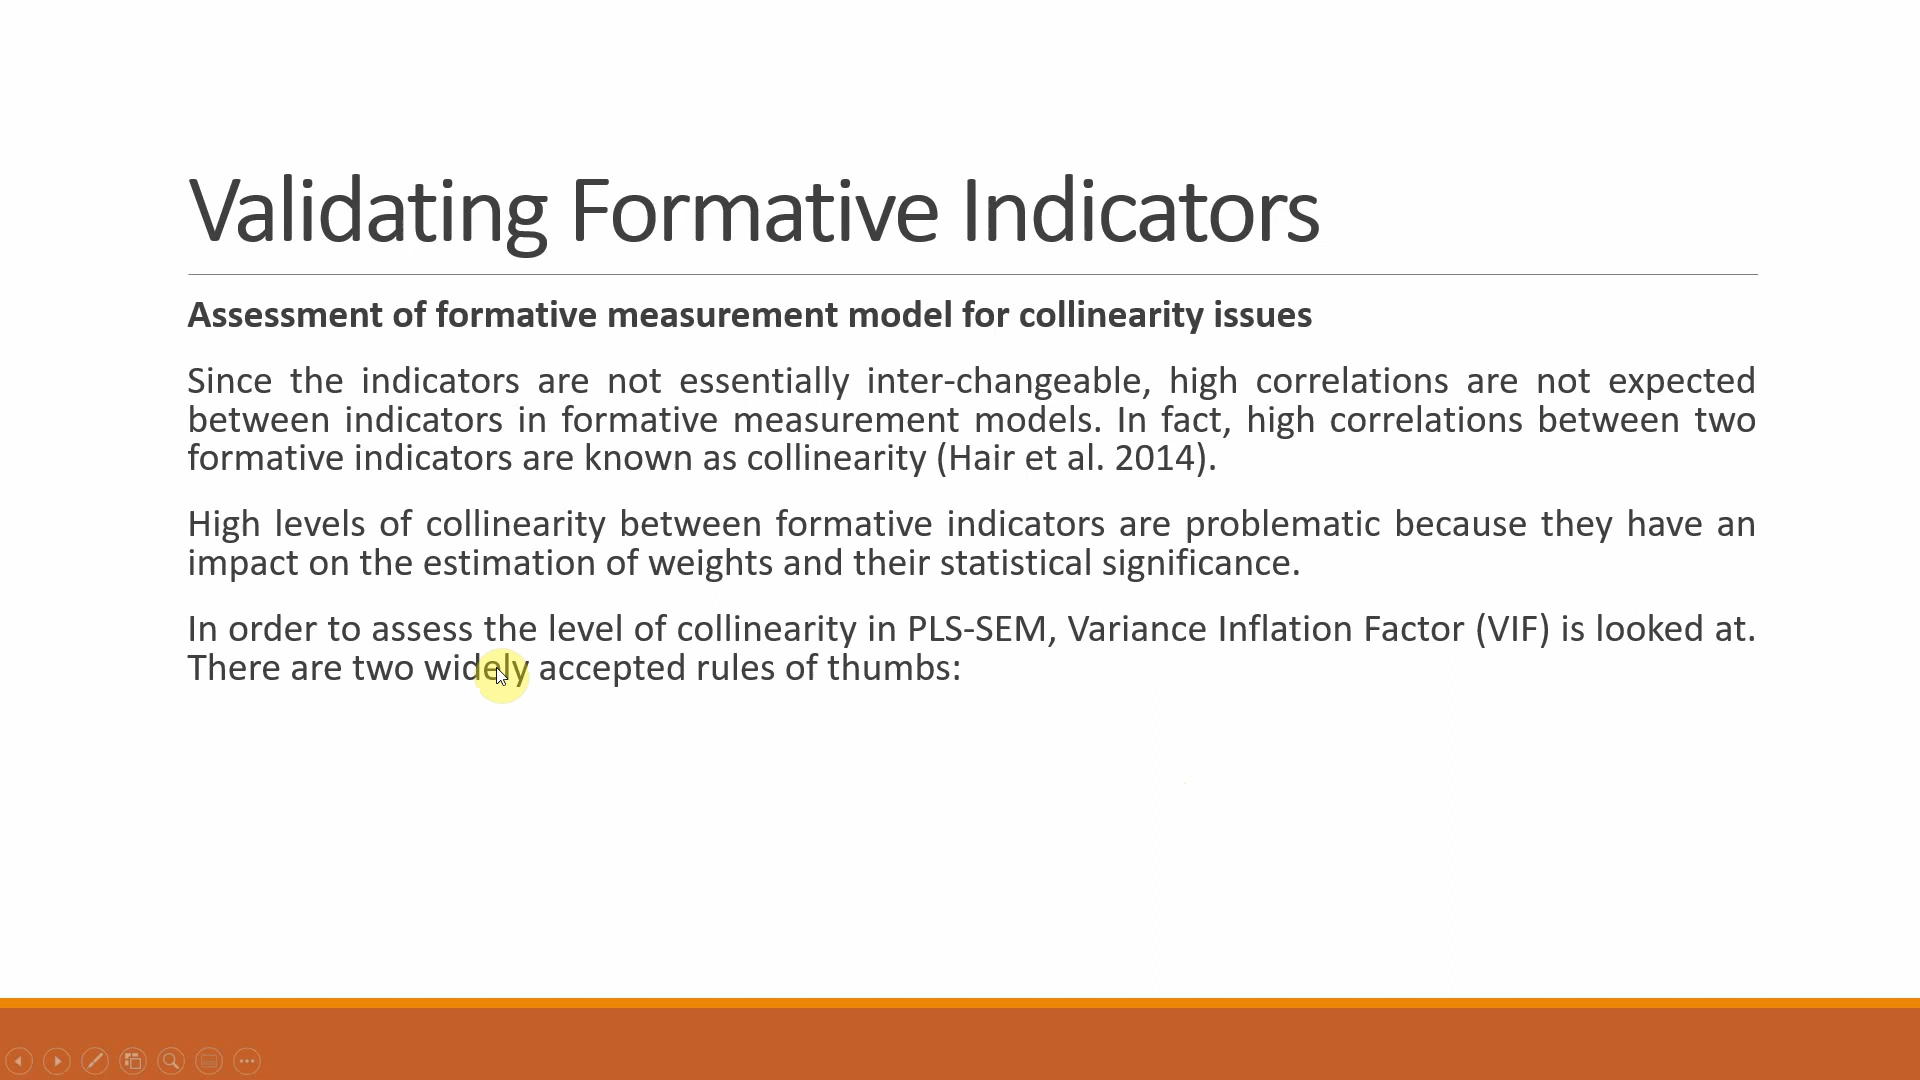 Validating Formative Indicators
Assessment of formative measurement model for collinearity issues
Since the indicators are not essentially inter-changeable, high correlations are not expected
between indicators in formative measurement models. In fact, high correlations between two
formative indicators are known as collinearity (Hair et al. 2014).
High levels of collinearity between formative indicators are problematic because they have an
impact on the estimation of weights and their statistical significance.
In order to assess the level of collinearity in PLS-SEM, Variance Inflation Factor (VIF) is looked at.
There are two widely accepted rules of thumbs: